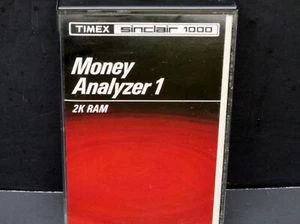 TIMEX sinclair 1000
Money
Analyzer 1
2K RAM